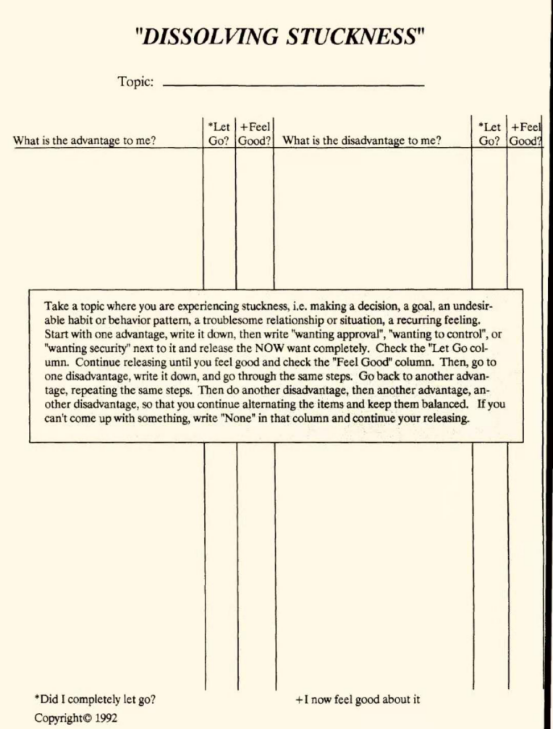 "DISSOLVING STUCKNESS"
Topic:
What is the advantage to me? *Let Go? +Feel Good? What is the disadvantage to me? *Let Go? +Feel Good?
Take a topic where you are experiencing stuckness, i.e. making a decision, a goal, an undesir-
able habit or behavior pattern, a troublesome relationship or situation, a recurring feeling.
Start with one advantage, write it down, then write "wanting approval", "wanting to control", or
"wanting security" next to it and release the NOW want completely. Check the "Let Go col-
umn. Continue releasing until you feel good and check the "Feel Good" column. Then, go to
one disadvantage, write it down, and go through the same steps. Go back to another advan-
tage, repeating the same steps. Then do another disadvantage, then another advantage, an-
other disadvantage, so that you continue alternating the items and keep them balanced. If you
can't come up with something, write "None" in that column and continue your releasing.
*Did I completely let go? +I now feel good about it
Copyright© 1992